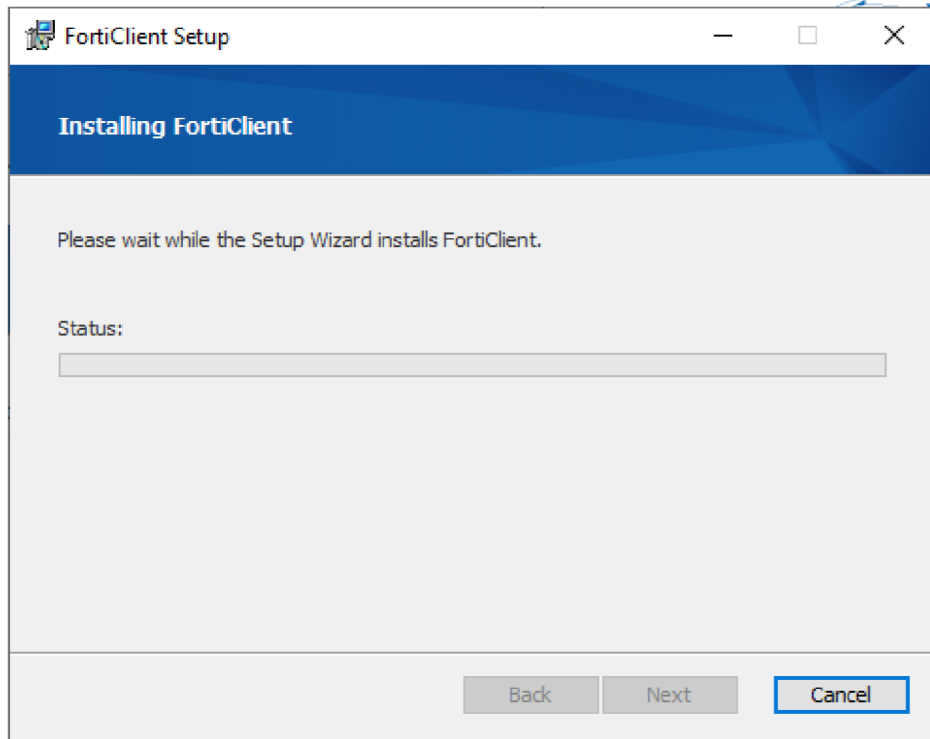 FortiClient Setup
Installing FortiClient
Please wait while the Setup Wizard installs FortiClient.
Status:
Back Next Cancel